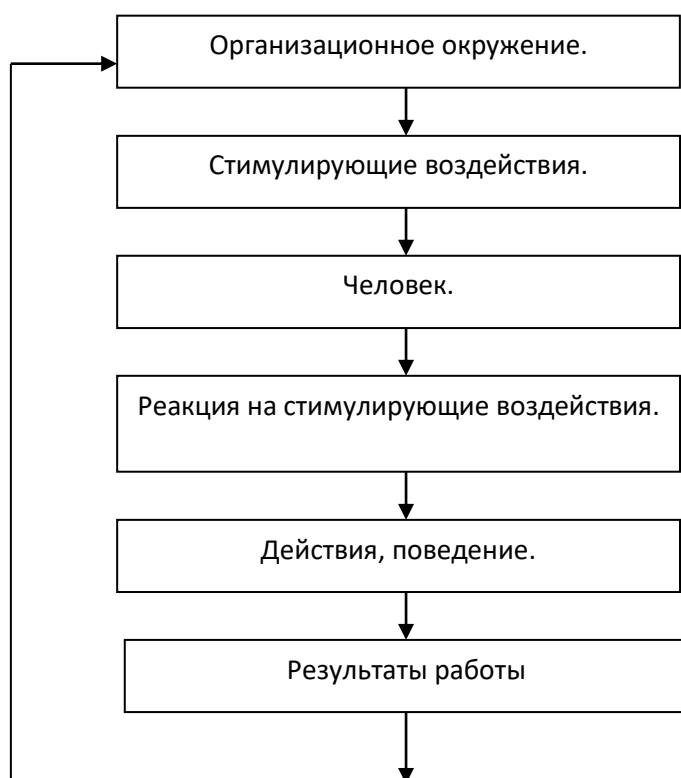 Организационное окружение.
Стимулирующие воздействия.
Человек.
Реакция на стимулирующие воздействия.
Действия, поведение.
Результаты работы